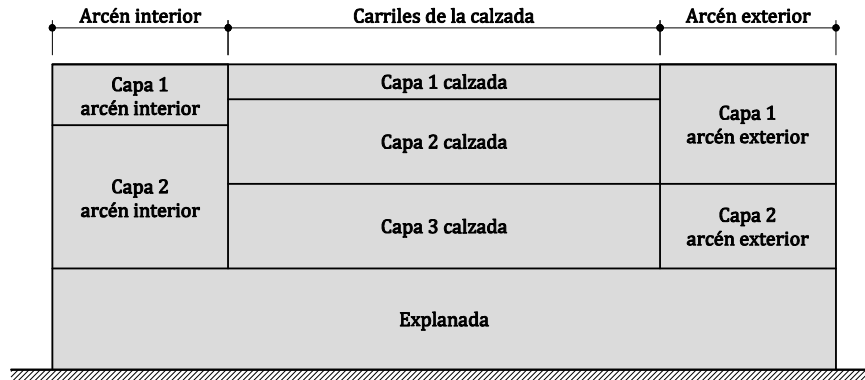 Arcén interior
Carriles de la calzada
Arcén exterior
Capa 1
arcén interior
Capa 1 calzada
Capa 1
arcén exterior
Capa 2 calzada
Capa 2
arcén interior
Capa 3 calzada
Capa 2
arcén exterior
Explanada